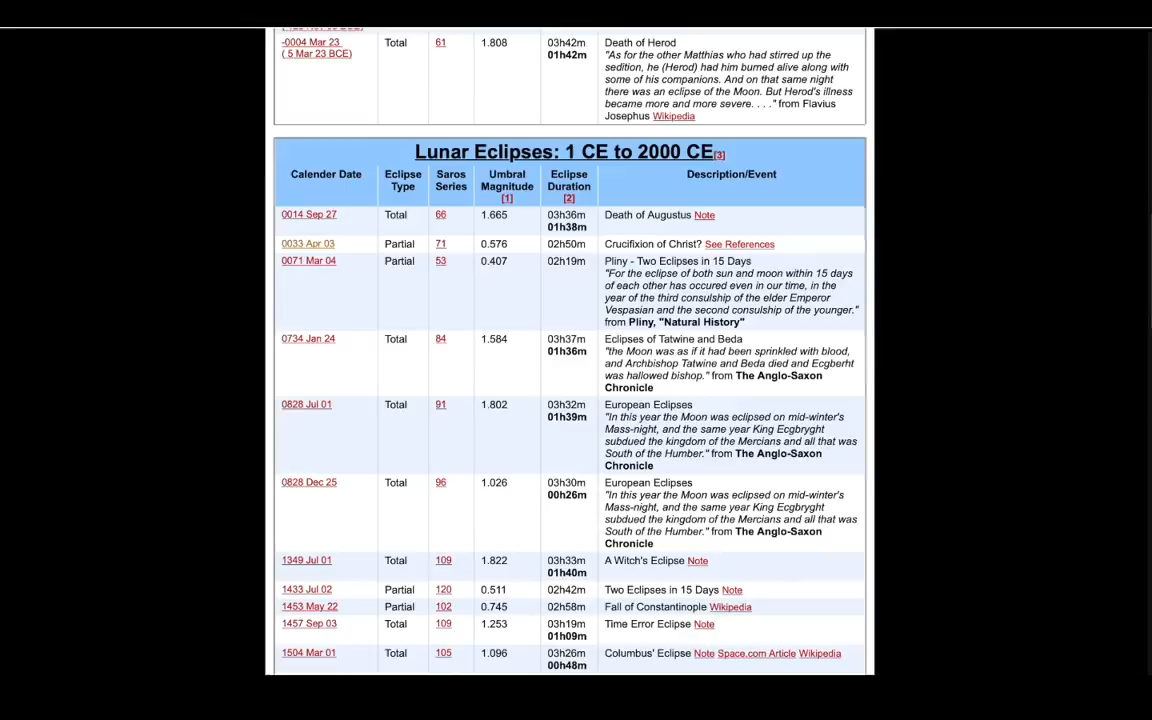 -0004 Mar 23 Total 61 1.808 03h42m Death of Herod
( 5 Mar 23 BCE) 01h42m "As for the other Matthias who had stirred up the
sedition, he (Herod) had him burned alive along with
some of his companions. And on that same night
there was an eclipse of the Moon. But Herod's illness
became more and more severe. . . ." from Flavius
Josephus Wikipedia
Lunar Eclipses: 1 CE to 2000 CE[3]
Calender Date Eclipse Saros Umbral Eclipse Description/Event
Type Series Magnitude Duration
[1] [2]
0014 Sep 27 Total 66 1.665 03h36m Death of Augustus Note
01h38m
0033 Apr 03 Partial 71 0.576 02h50m Crucifixion of Christ? See References
0071 Mar 04 Partial 53 0.407 02h19m Pliny - Two Eclipses in 15 Days
"For the eclipse of both sun and moon within 15 days
of each other has occured even in our time, in the
year of the third consulship of the elder Emperor
Vespasian and the second consulship of the younger."
from Pliny, "Natural History"
0734 Jan 24 Total 84 1.584 03h37m Eclipses of Tatwine and Beda
01h36m "the Moon was as if it had been sprinkled with blood,
and Archbishop Tatwine and Beda died and Ecgberht
was hallowed bishop." from The Anglo-Saxon
Chronicle
0828 Jul 01 Total 91 1.802 03h32m European Eclipses
01h39m "In this year the Moon was eclipsed on mid-winter's
Mass-night, and the same year King Ecgbryght
subdued the kingdom of the Mercians and all that was
South of the Humber." from The Anglo-Saxon
Chronicle
0828 Dec 25 Total 96 1.026 03h30m European Eclipses
00h26m "In this year the Moon was eclipsed on mid-winter's
Mass-night, and the same year King Ecgbryght
subdued the kingdom of the Mercians and all that was
South of the Humber." from The Anglo-Saxon
Chronicle
1349 Jul 01 Total 109 1.822 03h33m A Witch's Eclipse Note
01h40m
1433 Jul 02 Partial 120 0.511 02h42m Two Eclipses in 15 Days Note
1453 May 22 Partial 102 0.745 02h58m Fall of Constantinople Wikipedia
1457 Sep 03 Total 109 1.253 03h19m Time Error Eclipse Note
01h09m
1504 Mar 01 Total 105 1.096 03h26m Columbus' Eclipse Note Space.com Article Wikipedia
00h48m